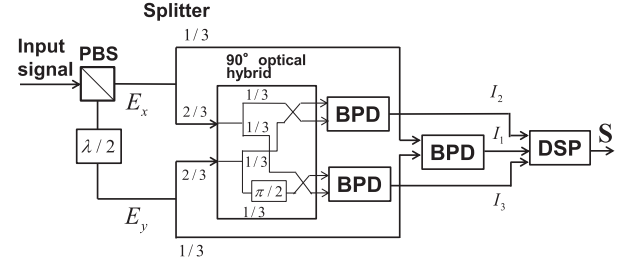 Splitter
Input
signal
PBS
1/3
90° optical
hybrid
E_x
2/3
1/3
1/3
1/3
π/2
1/3
λ/2
2/3
E_y
1/3
BPD
BPD
BPD
I_2
I_1
I_3
DSP
S